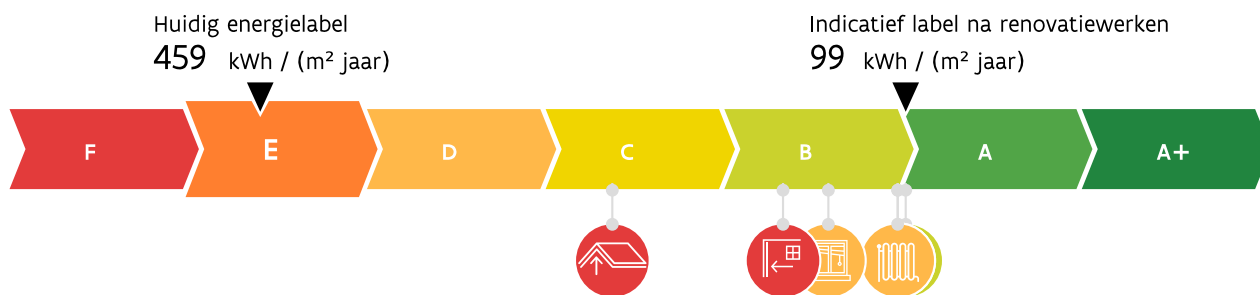 Huidig energielabel
459 kWh / (m² jaar)
Indicatief label na renovatiewerken
99 kWh / (m² jaar)
F E D C B A A+